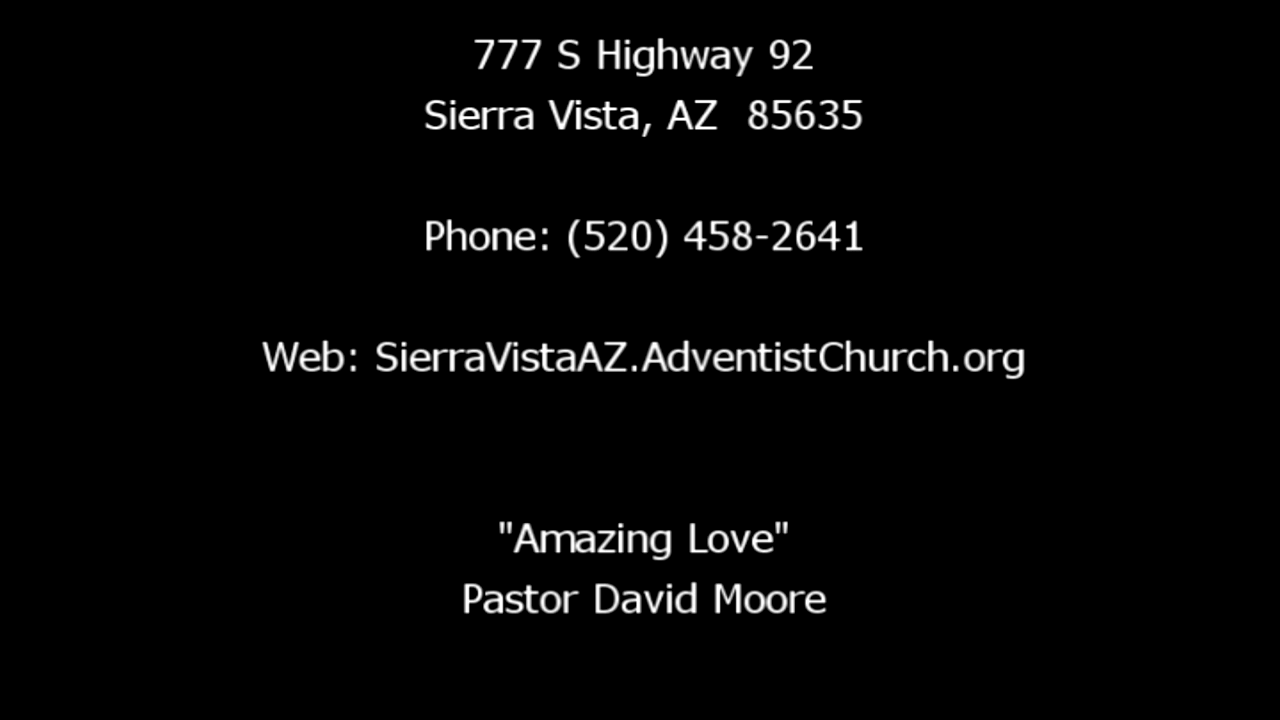 777 S Highway 92
Sierra Vista, AZ  85635
Phone: (520) 458-2641
Web: SierraVistaAZ.AdventistChurch.org
"Amazing Love"
Pastor David Moore